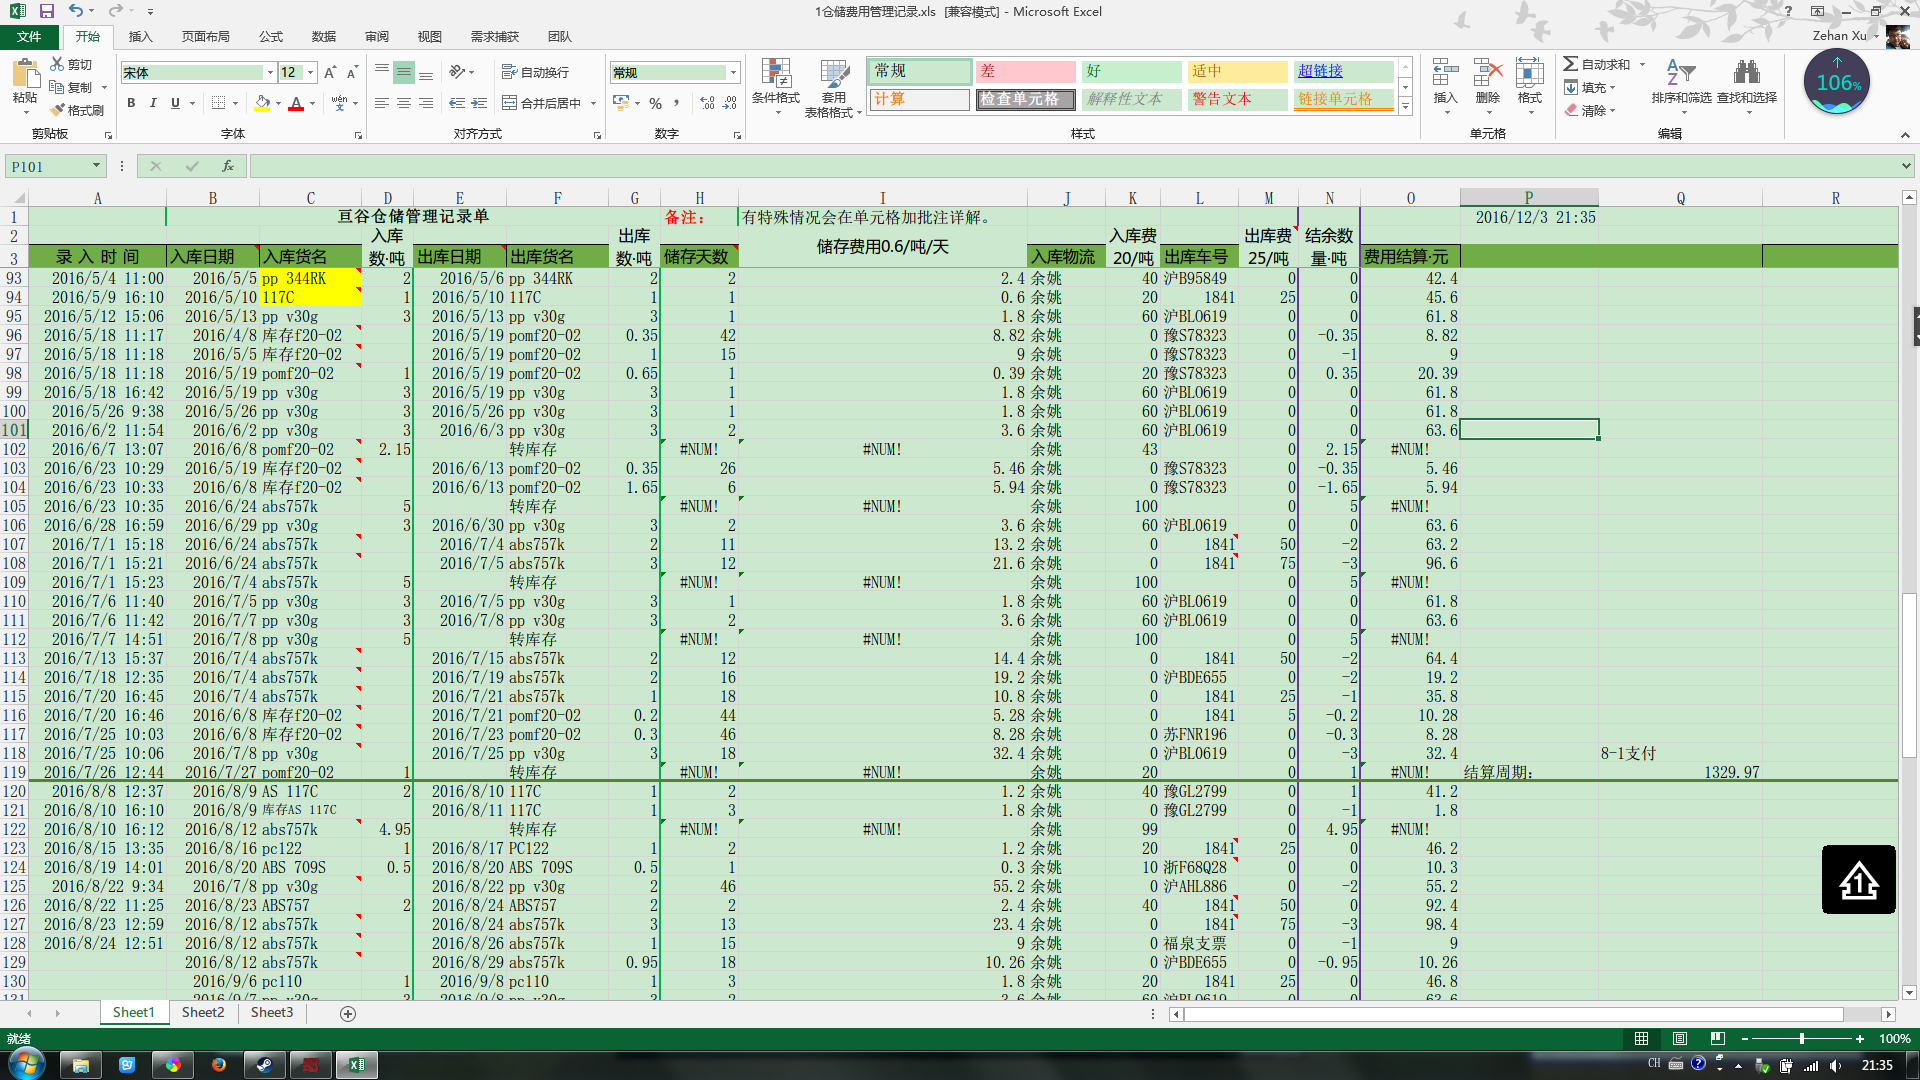 1仓储费用管理记录.xls [兼容模式] - Microsoft Excel
文件 开始 插入 页面布局 公式 数据 审阅 视图 需求捕获 团队 Zehan Xu
粘贴 剪切 复制 格式刷 剪贴板
宋体 12 B I U 字体
自动换行 合并后居中 对齐方式
常规 % 数字
条件格式 套用表格格式
常规 差 好 适中 超链接
计算 检查单元格 解释性文本 警告文本 链接单元格
样式
插入 删除 格式 单元格
自动求和 填充 清除 排序和筛选 查找和选择 编辑
106%
P101 fx
A B C D E F G H I J K L M N O P Q R
1 亘谷仓储管理记录单 备注: 有特殊情况会在单元格加批注详解。 2016/12/3 21:35
2 3 录入时间 入库日期 入库货名 入库数·吨 出库日期 出库货名 出库数·吨 储存天数 储存费用0.6/吨/天 入库物流 入库费20/吨 出库车号 出库费25/吨 结余数量·吨 费用结算·元
93 2016/5/4 11:00 2016/5/5 pp 344RK 2 2016/5/6 pp 344RK 2 2 2.4 余姚 40 沪B95849 0 0 42.4
94 2016/5/9 16:10 2016/5/10 117C 1 2016/5/10 117C 1 1 0.6 余姚 20 1841 25 0 45.6
95 2016/5/12 15:06 2016/5/13 pp v30g 3 2016/5/13 pp v30g 3 1 1.8 余姚 60 沪BL0619 0 0 61.8
96 2016/5/18 11:17 2016/4/8 库存f20-02 2016/5/19 pomf20-02 0.35 42 8.82 余姚 0 豫S78323 0 -0.35 8.82
97 2016/5/18 11:18 2016/5/5 库存f20-02 2016/5/19 pomf20-02 1 15 9 余姚 0 豫S78323 0 -1 9
98 2016/5/18 11:18 2016/5/19 pomf20-02 1 2016/5/19 pomf20-02 0.65 1 0.39 余姚 20 豫S78323 0 0.35 20.39
99 2016/5/18 16:42 2016/5/19 pp v30g 3 2016/5/19 pp v30g 3 1 1.8 余姚 60 沪BL0619 0 0 61.8
100 2016/5/26 9:38 2016/5/26 pp v30g 3 2016/5/26 pp v30g 3 1 1.8 余姚 60 沪BL0619 0 0 61.8
101 2016/6/2 11:54 2016/6/2 pp v30g 3 2016/6/3 pp v30g 3 2 3.6 余姚 60 沪BL0619 0 0 63.6
102 2016/6/7 13:07 2016/6/8 pomf20-02 2.15 转库存 #NUM! #NUM! 余姚 43 0 2.15 #NUM!
103 2016/6/23 10:29 2016/5/19 库存f20-02 2016/6/13 pomf20-02 0.35 26 5.46 余姚 0 豫S78323 0 -0.35 5.46
104 2016/6/23 10:33 2016/6/8 库存f20-02 2016/6/13 pomf20-02 1.65 6 5.94 余姚 0 豫S78323 0 -1.65 5.94
105 2016/6/23 10:35 2016/6/24 abs757k 5 转库存 #NUM! #NUM! 余姚 100 0 5 #NUM!
106 2016/6/28 16:59 2016/6/29 pp v30g 3 2016/6/30 pp v30g 3 2 3.6 余姚 60 沪BL0619 0 0 63.6
107 2016/7/1 15:18 2016/6/24 abs757k 2016/7/4 abs757k 2 11 13.2 余姚 0 1841 50 -2 63.2
108 2016/7/1 15:21 2016/6/24 abs757k 2016/7/5 abs757k 3 12 21.6 余姚 0 1841 75 -3 96.6
109 2016/7/1 15:23 2016/7/4 abs757k 5 转库存 #NUM! #NUM! 余姚 100 0 5 #NUM!
110 2016/7/6 11:40 2016/7/5 pp v30g 3 2016/7/5 pp v30g 3 1 1.8 余姚 60 沪BL0619 0 0 61.8
111 2016/7/6 11:42 2016/7/7 pp v30g 3 2016/7/8 pp v30g 3 2 3.6 余姚 60 沪BL0619 0 0 63.6
112 2016/7/7 14:51 2016/7/8 pp v30g 5 转库存 #NUM! #NUM! 余姚 100 0 5 #NUM!
113 2016/7/13 15:37 2016/7/4 abs757k 2016/7/15 abs757k 2 12 14.4 余姚 0 1841 50 -2 64.4
114 2016/7/18 12:35 2016/7/4 abs757k 2016/7/19 abs757k 2 16 19.2 余姚 0 沪BDE655 0 -2 19.2
115 2016/7/20 16:45 2016/7/4 abs757k 2016/7/21 abs757k 1 18 10.8 余姚 0 1841 25 -1 35.8
116 2016/7/20 16:46 2016/6/8 库存f20-02 2016/7/21 pomf20-02 0.2 44 5.28 余姚 0 1841 5 -0.2 10.28
117 2016/7/25 10:03 2016/6/8 库存f20-02 2016/7/23 pomf20-02 0.3 46 8.28 余姚 0 苏FNR196 0 -0.3 8.28
118 2016/7/25 10:06 2016/7/8 pp v30g 2016/7/25 pp v30g 3 18 32.4 余姚 0 沪BL0619 0 -3 32.4 8-1支付
119 2016/7/26 12:44 2016/7/27 pomf20-02 1 转库存 #NUM! #NUM! 余姚 20 0 1 #NUM! 结算周期: 1329.97
120 2016/8/8 12:37 2016/8/9 AS 117C 2 2016/8/10 117C 1 2 1.2 余姚 40 豫GL2799 0 1 41.2
121 2016/8/10 16:10 2016/8/9 库存AS 117C 2016/8/11 117C 1 3 1.8 余姚 0 豫GL2799 0 -1 1.8
122 2016/8/10 16:12 2016/8/12 abs757k 4.95 转库存 #NUM! #NUM! 余姚 99 0 4.95 #NUM!
123 2016/8/15 13:35 2016/8/16 pc122 1 2016/8/17 PC122 1 2 1.2 余姚 20 1841 25 0 46.2
124 2016/8/19 14:01 2016/8/20 ABS 709S 0.5 2016/8/20 ABS 709S 0.5 1 0.3 余姚 10 浙F68Q28 0 0 10.3
125 2016/8/22 9:34 2016/7/8 pp v30g 2016/8/22 pp v30g 2 46 55.2 余姚 0 沪AHL886 0 -2 55.2
126 2016/8/22 11:25 2016/8/23 ABS757 2 2016/8/24 ABS757 2 2 2.4 余姚 40 1841 50 0 92.4
127 2016/8/23 12:59 2016/8/12 abs757k 2016/8/24 abs757k 3 13 23.4 余姚 0 1841 75 -3 98.4
128 2016/8/24 12:51 2016/8/12 abs757k 2016/8/26 abs757k 1 15 9 余姚 0 福泉支票 0 -1 9
129 2016/8/12 abs757k 2016/8/29 abs757k 0.95 18 10.26 余姚 0 沪BDE655 0 -0.95 10.26
130 2016/9/6 pc110 1 2016/9/8 pc110 1 3 1.8 余姚 20 1841 25 0 46.8
131 2016/9/7 pp v30g 3 2016/9/8 pp v30g 3 2 3.6 余姚 60 沪BL0619 0 0 63.6
Sheet1 Sheet2 Sheet3
就绪 100%
CH 21:35